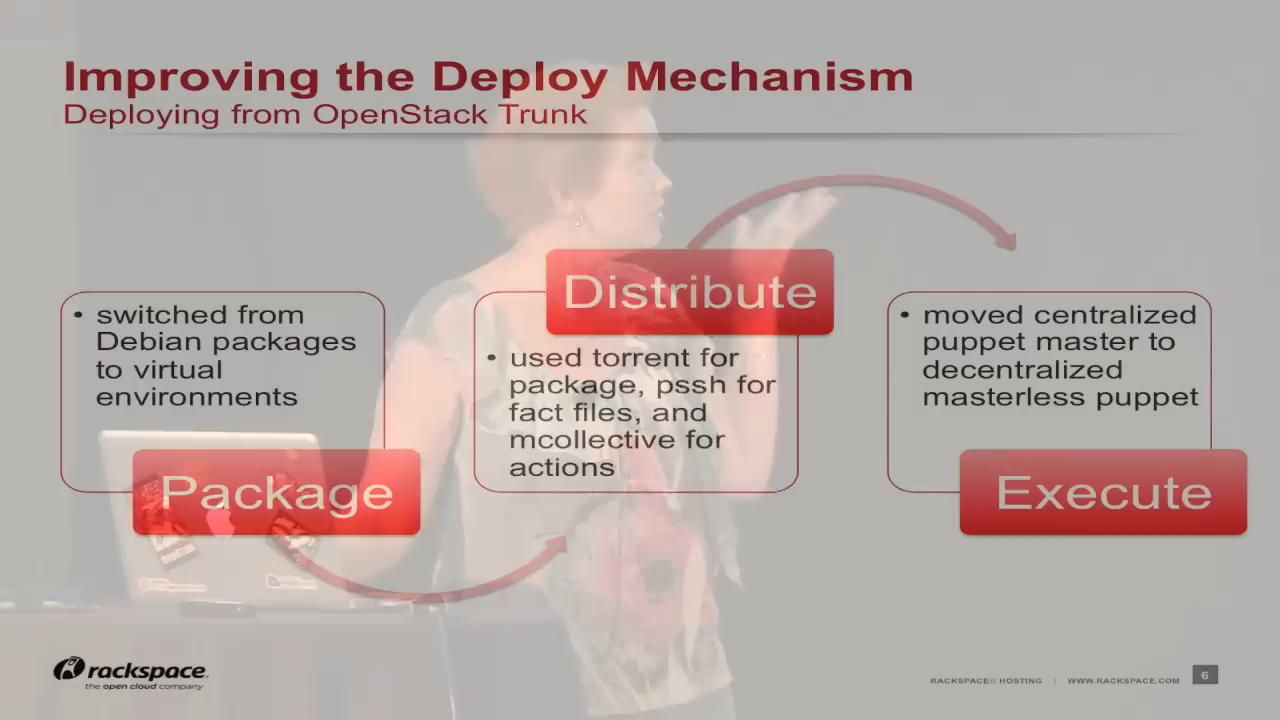 Improving the Deploy Mechanism
Deploying from OpenStack Trunk
• switched from
Debian packages
to virtual
environments
Package
Distribute
• used torrent for
package, pssh for
fact files, and
mcollective for
actions
• moved centralized
puppet master to
decentralized
masterless puppet
Execute
rackspace.
the open cloud company
RACKSPACE® HOSTING | WWW.RACKSPACE.COM
6